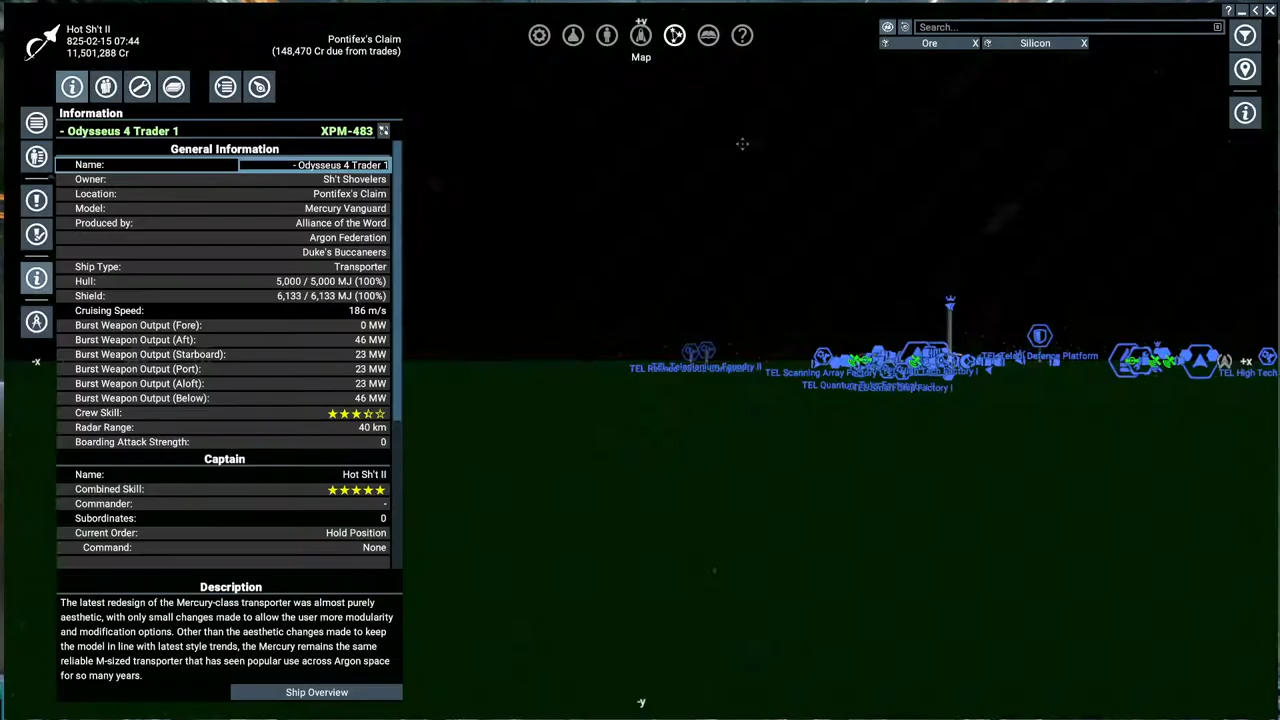 Hot Sh't II
825-02-15 07:44
11,501,288 Cr
Pontifex's Claim
(148,470 Cr due from trades)
+y
Map
Search...
Ore X
Silicon X
Information
- Odysseus 4 Trader 1 XPM-483
General Information
Name: - Odysseus 4 Trader 1
Owner: Sh't Shovelers
Location: Pontifex's Claim
Model: Mercury Vanguard
Produced by: Alliance of the Word
Argon Federation
Duke's Buccaneers
Ship Type: Transporter
Hull: 5,000 / 5,000 MJ (100%)
Shield: 6,133 / 6,133 MJ (100%)
Cruising Speed: 186 m/s
Burst Weapon Output (Fore): 0 MW
Burst Weapon Output (Aft): 46 MW
Burst Weapon Output (Starboard): 23 MW
Burst Weapon Output (Port): 23 MW
Burst Weapon Output (Aloft): 23 MW
Burst Weapon Output (Below): 46 MW
Crew Skill:
Radar Range: 40 km
Boarding Attack Strength: 0
Captain
Name: Hot Sh't II
Combined Skill:
Commander: -
Subordinates: 0
Current Order: Hold Position
Command: None
Description
The latest redesign of the Mercury-class transporter was almost purely
aesthetic, with only small changes made to allow the user more modularity
and modification options. Other than the aesthetic changes made to keep
the model in line with latest style trends, the Mercury remains the same
reliable M-sized transporter that has seen popular use across Argon space
for so many years.
Ship Overview
-x
+x
TEL Teladi Defence Platform
TEL Scanning Array Factory
TEL High Tech
-y